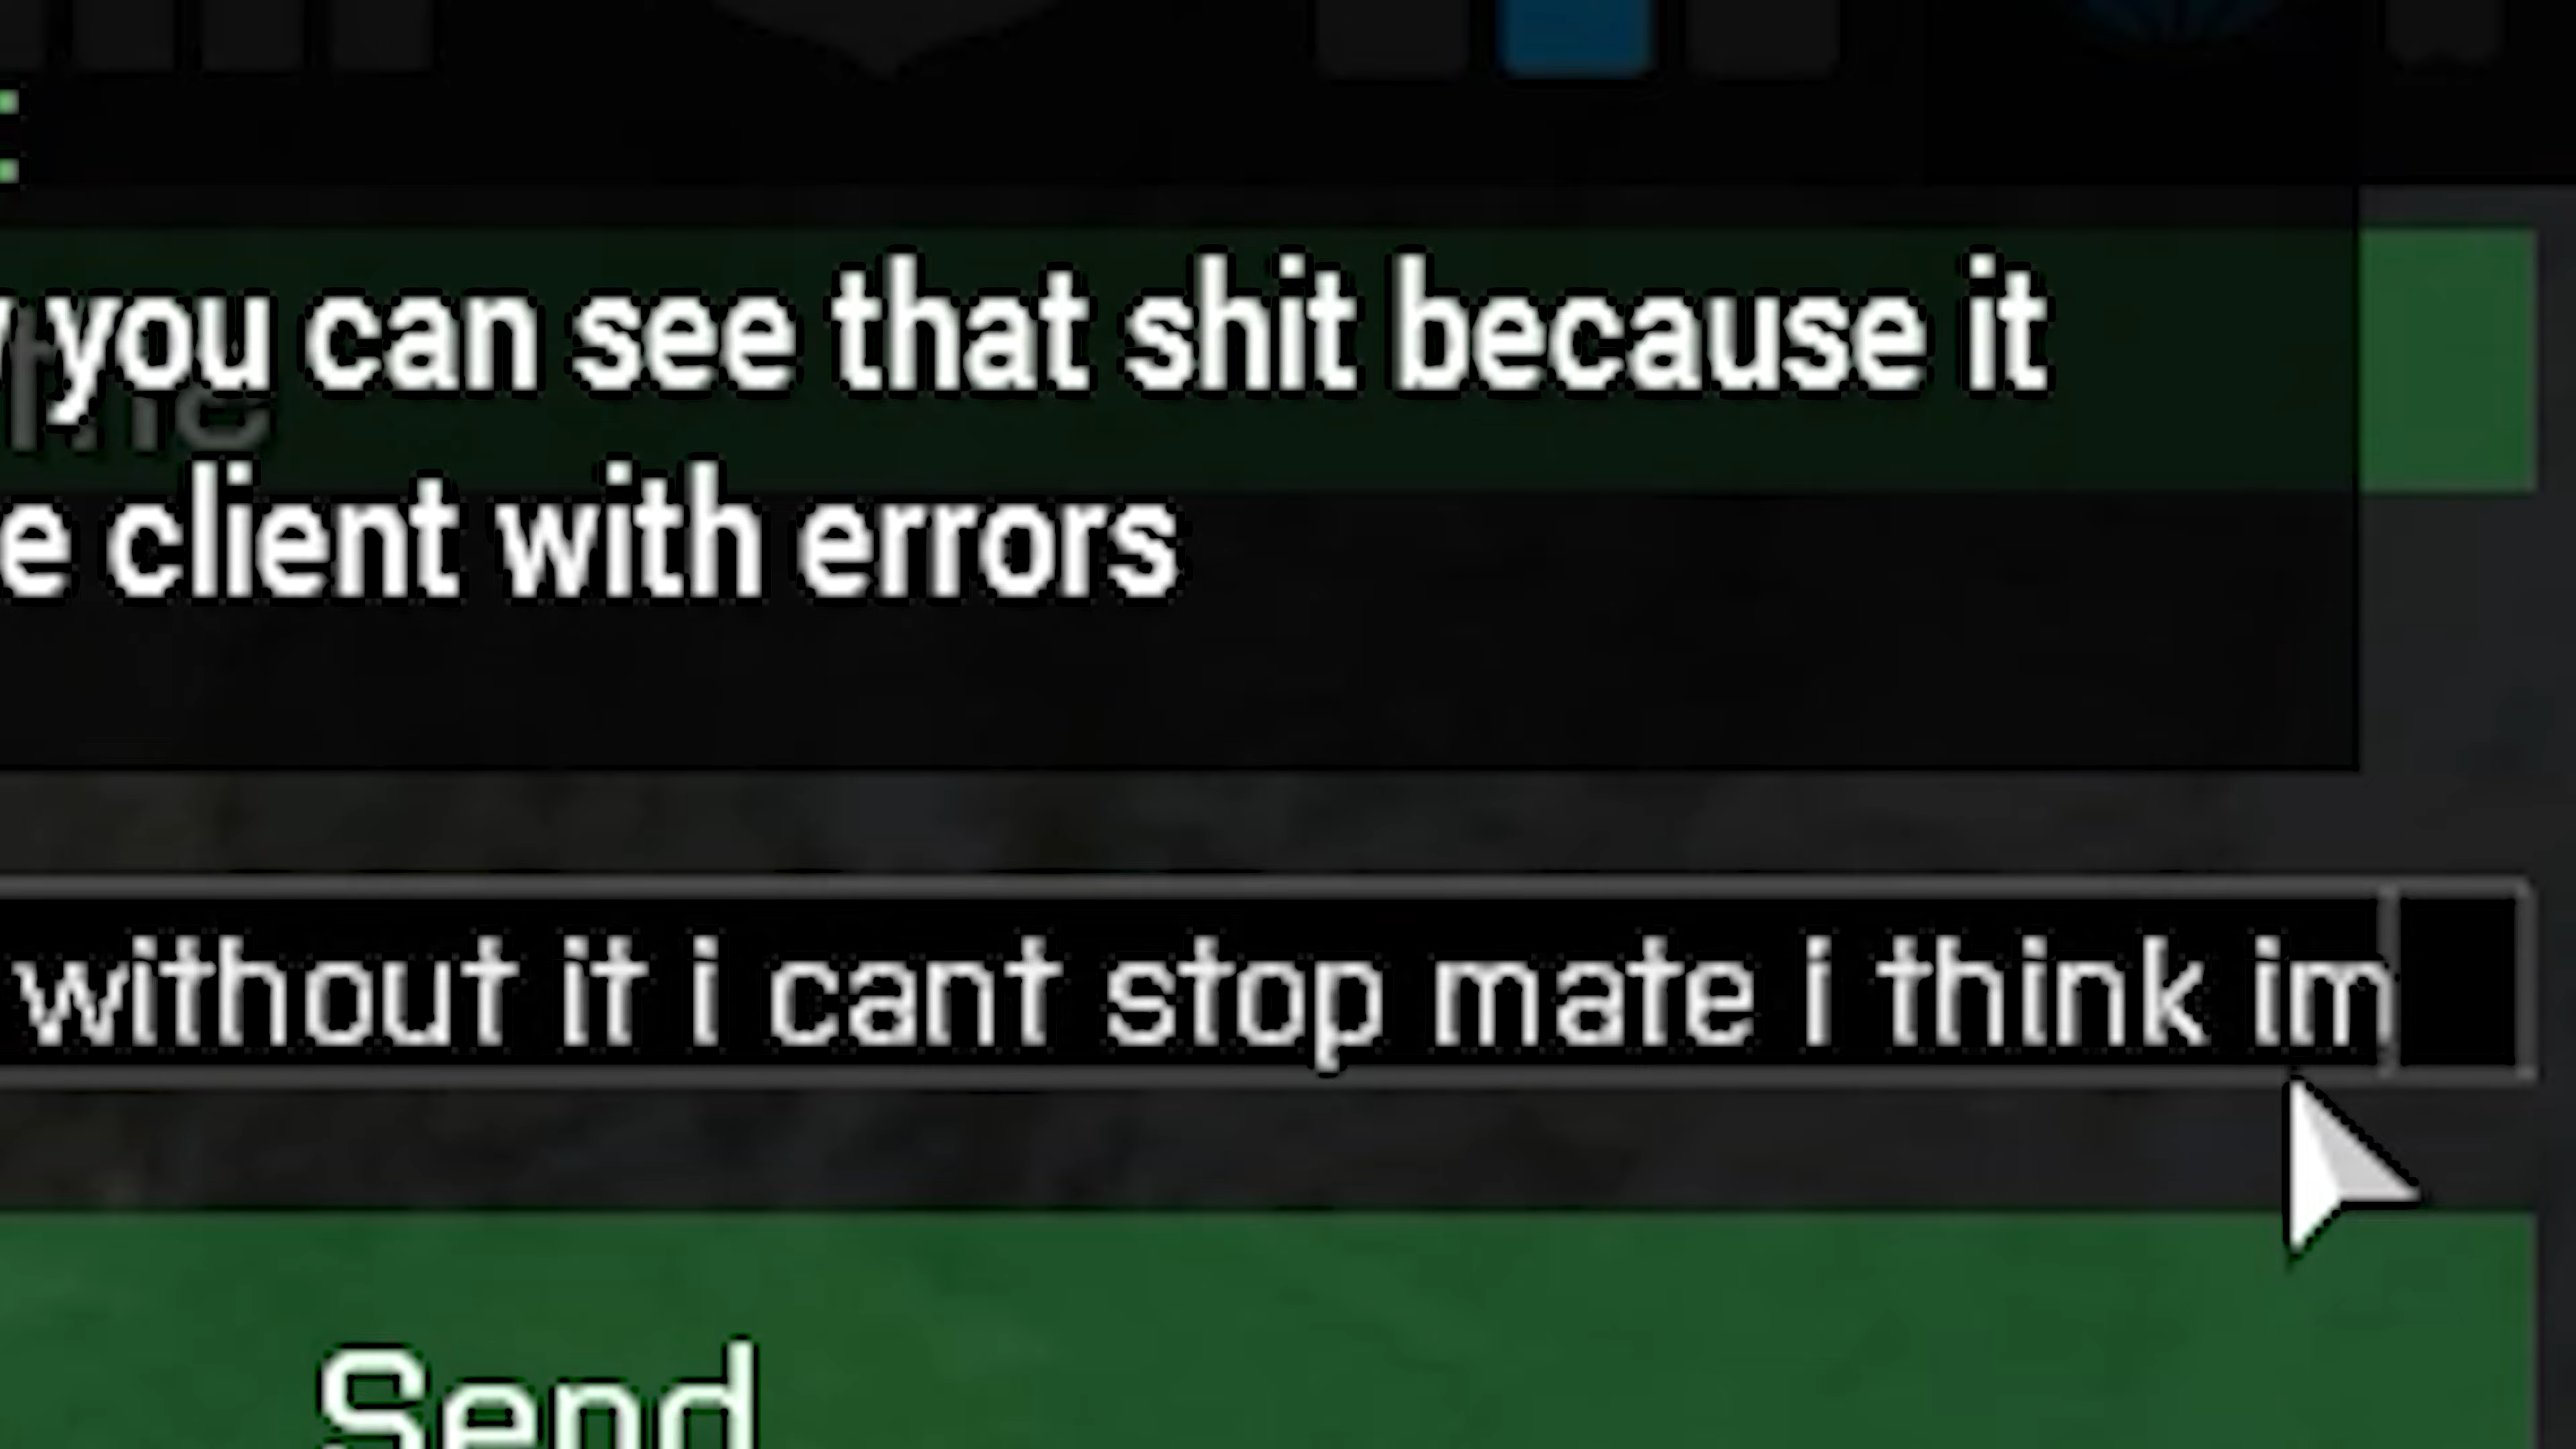 :
you can see that shit because it
e client with errors
without it i cant stop mate i think im
Send